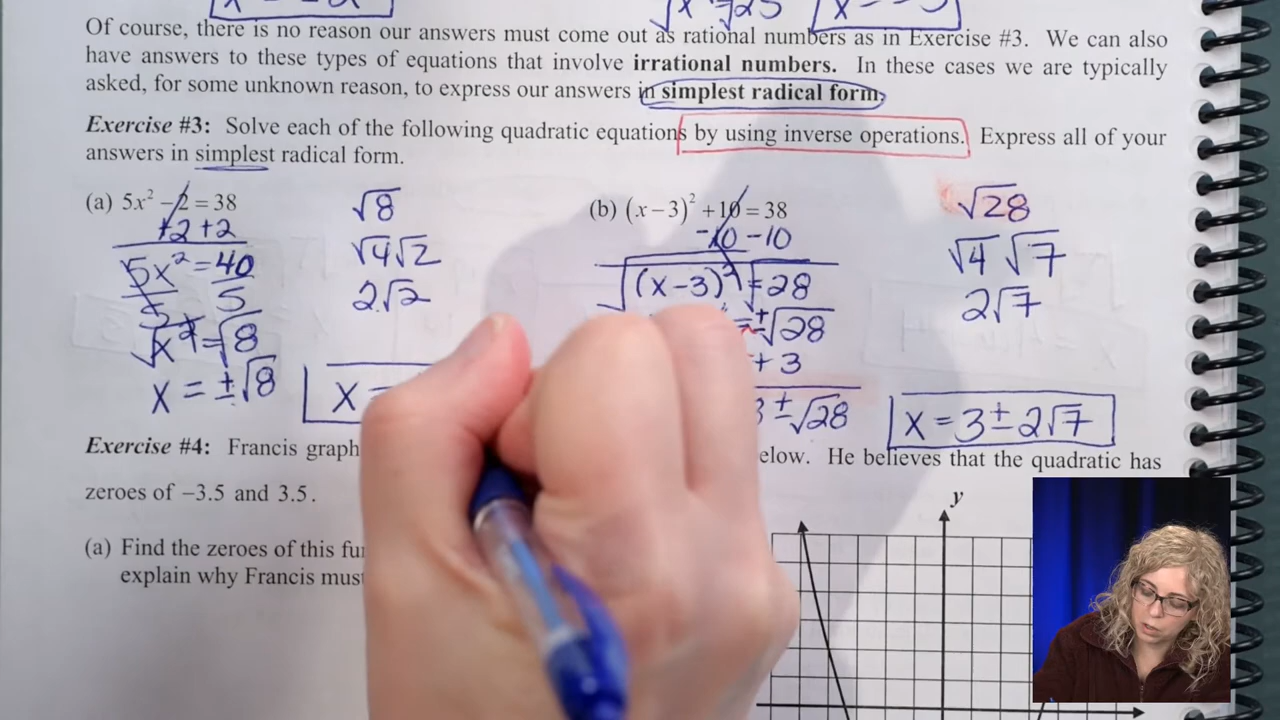 Of course, there is no reason our answers must come out as rational numbers as in Exercise #3. We can also
have answers to these types of equations that involve irrational numbers. In these cases we are typically
asked, for some unknown reason, to express our answers in simplest radical form.
Exercise #3: Solve each of the following quadratic equations by using inverse operations. Express all of your
answers in simplest radical form.
(a) 5x² − 2 = 38
+2 +2
5x² = 40
5 5
√x² = √8
x = ±√8
√8
√4√2
2√2
x =
(b) (x − 3)² + 10 = 38
-10 -10
√(x-3)² = √28
= ±√28
+ 3
3 ± √28
√28
√4 √7
2√7
x = 3 ± 2√7
Exercise #4: Francis graph
elow. He believes that the quadratic has
zeroes of −3.5 and 3.5.
(a) Find the zeroes of this fu
explain why Francis mus
y